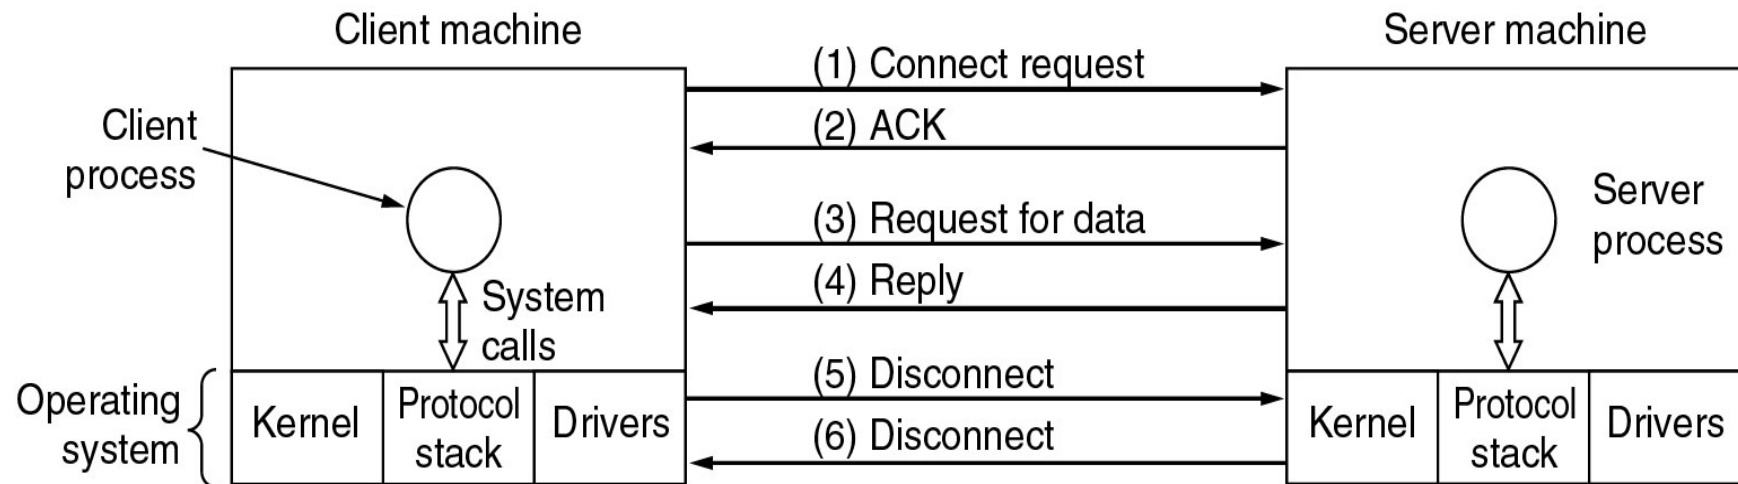 Client machine
Server machine
(1) Connect request
Client
process
(2) ACK
Server
process
(3) Request for data
(4) Reply
System
calls
(5) Disconnect
Operating
system
Kernel
Protocol
stack
Drivers
(6) Disconnect
Kernel
Protocol
stack
Drivers